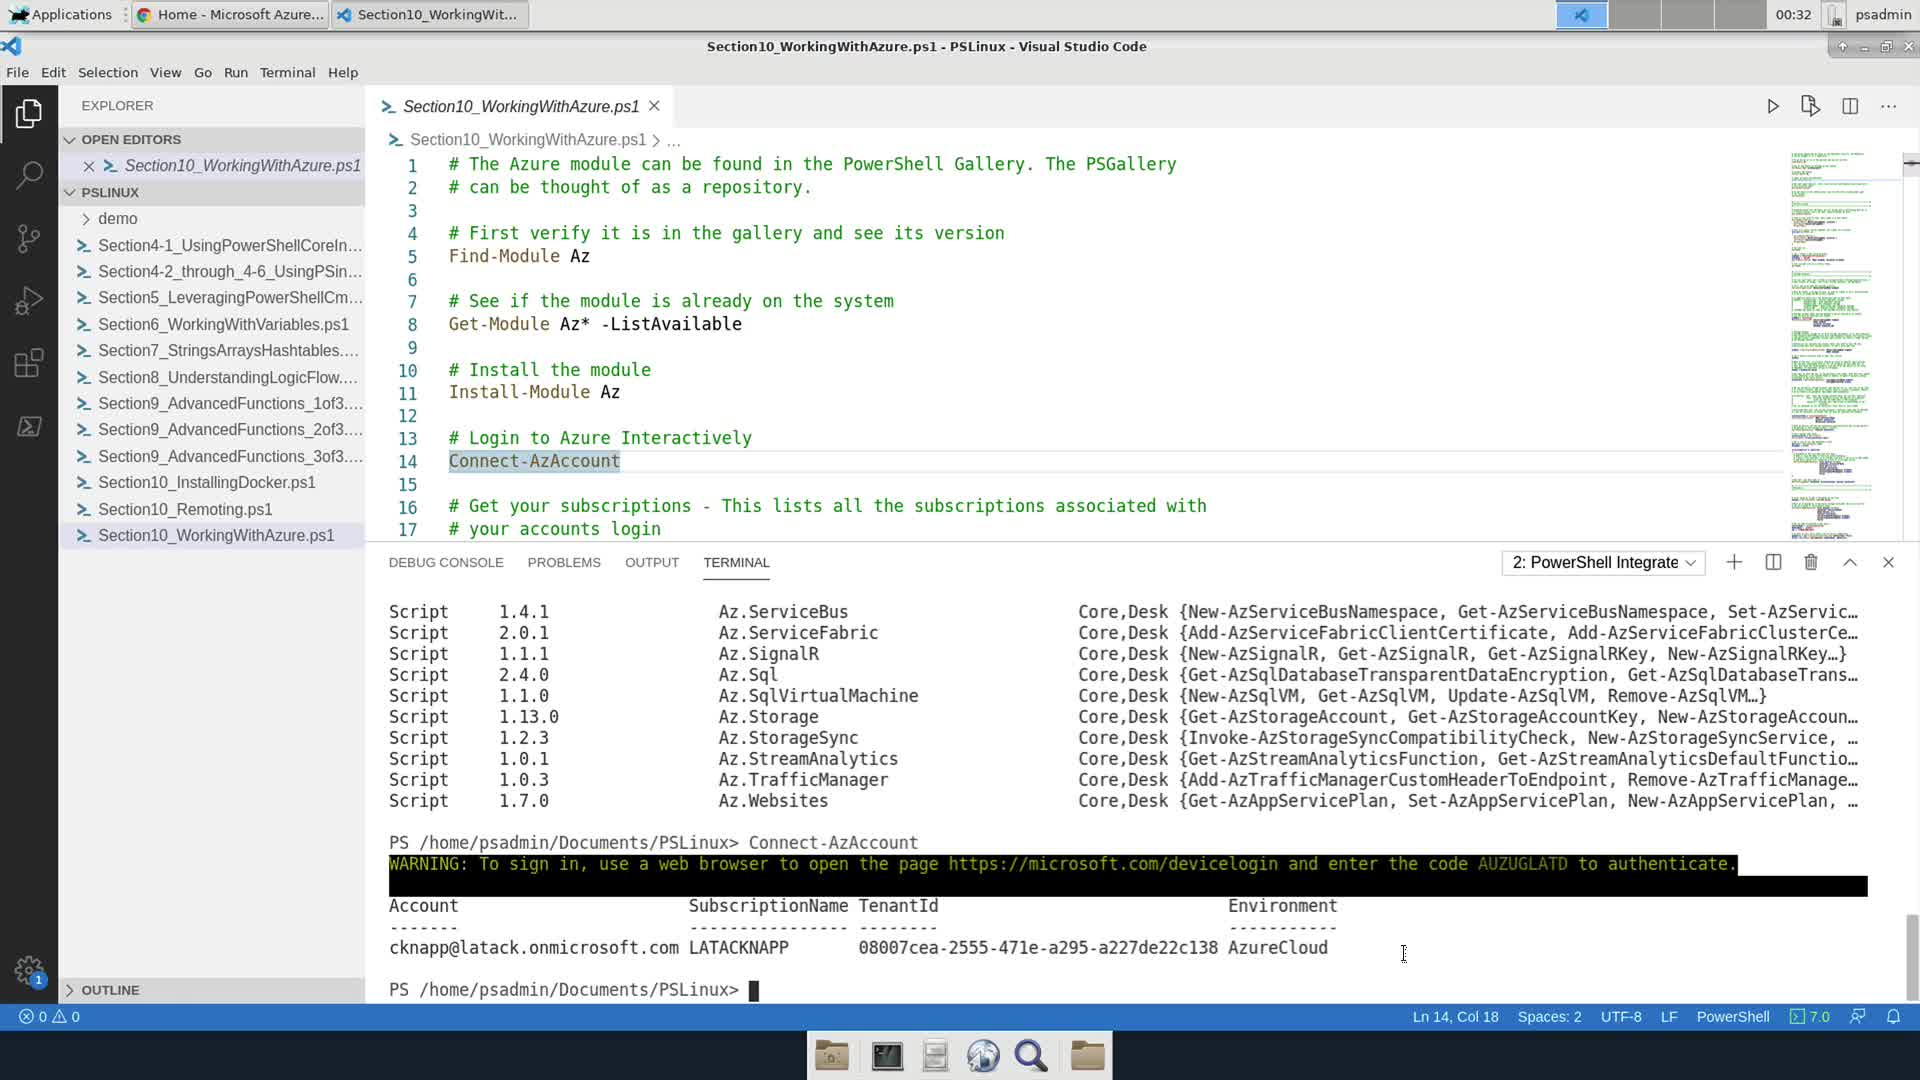 Applications
Home - Microsoft Azure...
Section10_WorkingWit...
00:32
psadmin
Section10_WorkingWithAzure.ps1 - PSLinux - Visual Studio Code
File Edit Selection View Go Run Terminal Help
EXPLORER
OPEN EDITORS
Section10_WorkingWithAzure.ps1
PSLINUX
demo
Section4-1_UsingPowerShellCoreIn...
Section4-2_through_4-6_UsingPSin...
Section5_LeveragingPowerShellCm...
Section6_WorkingWithVariables.ps1
Section7_StringsArraysHashtables....
Section8_UnderstandingLogicFlow....
Section9_AdvancedFunctions_1of3....
Section9_AdvancedFunctions_2of3....
Section9_AdvancedFunctions_3of3....
Section10_InstallingDocker.ps1
Section10_Remoting.ps1
Section10_WorkingWithAzure.ps1
OUTLINE
1
Section10_WorkingWithAzure.ps1
Section10_WorkingWithAzure.ps1 > ...
1 # The Azure module can be found in the PowerShell Gallery. The PSGallery
2 # can be thought of as a repository.
3
4 # First verify it is in the gallery and see its version
5 Find-Module Az
6
7 # See if the module is already on the system
8 Get-Module Az* -ListAvailable
9
10 # Install the module
11 Install-Module Az
12
13 # Login to Azure Interactively
14 Connect-AzAccount
15
16 # Get your subscriptions - This lists all the subscriptions associated with
17 # your accounts login
DEBUG CONSOLE PROBLEMS OUTPUT TERMINAL
2: PowerShell Integrate
Script 1.4.1 Az.ServiceBus Core,Desk {New-AzServiceBusNamespace, Get-AzServiceBusNamespace, Set-AzServic…
Script 2.0.1 Az.ServiceFabric Core,Desk {Add-AzServiceFabricClientCertificate, Add-AzServiceFabricClusterCe…
Script 1.1.1 Az.SignalR Core,Desk {New-AzSignalR, Get-AzSignalR, Get-AzSignalRKey, New-AzSignalRKey…}
Script 2.4.0 Az.Sql Core,Desk {Get-AzSqlDatabaseTransparentDataEncryption, Get-AzSqlDatabaseTrans…
Script 1.1.0 Az.SqlVirtualMachine Core,Desk {New-AzSqlVM, Get-AzSqlVM, Update-AzSqlVM, Remove-AzSqlVM…}
Script 1.13.0 Az.Storage Core,Desk {Get-AzStorageAccount, Get-AzStorageAccountKey, New-AzStorageAccoun…
Script 1.2.3 Az.StorageSync Core,Desk {Invoke-AzStorageSyncCompatibilityCheck, New-AzStorageSyncService, …
Script 1.0.1 Az.StreamAnalytics Core,Desk {Get-AzStreamAnalyticsFunction, Get-AzStreamAnalyticsDefaultFunctio…
Script 1.0.3 Az.TrafficManager Core,Desk {Add-AzTrafficManagerCustomHeaderToEndpoint, Remove-AzTrafficManage…
Script 1.7.0 Az.Websites Core,Desk {Get-AzAppServicePlan, Set-AzAppServicePlan, New-AzAppServicePlan, …
PS /home/psadmin/Documents/PSLinux> Connect-AzAccount
WARNING: To sign in, use a web browser to open the page https://microsoft.com/devicelogin and enter the code AUZUGLATD to authenticate.
Account SubscriptionName TenantId Environment
------- ---------------- -------- -----------
cknapp@latack.onmicrosoft.com LATACKNAPP 08007cea-2555-471e-a295-a227de22c138 AzureCloud
PS /home/psadmin/Documents/PSLinux>
0 0 Ln 14, Col 18 Spaces: 2 UTF-8 LF PowerShell 7.0